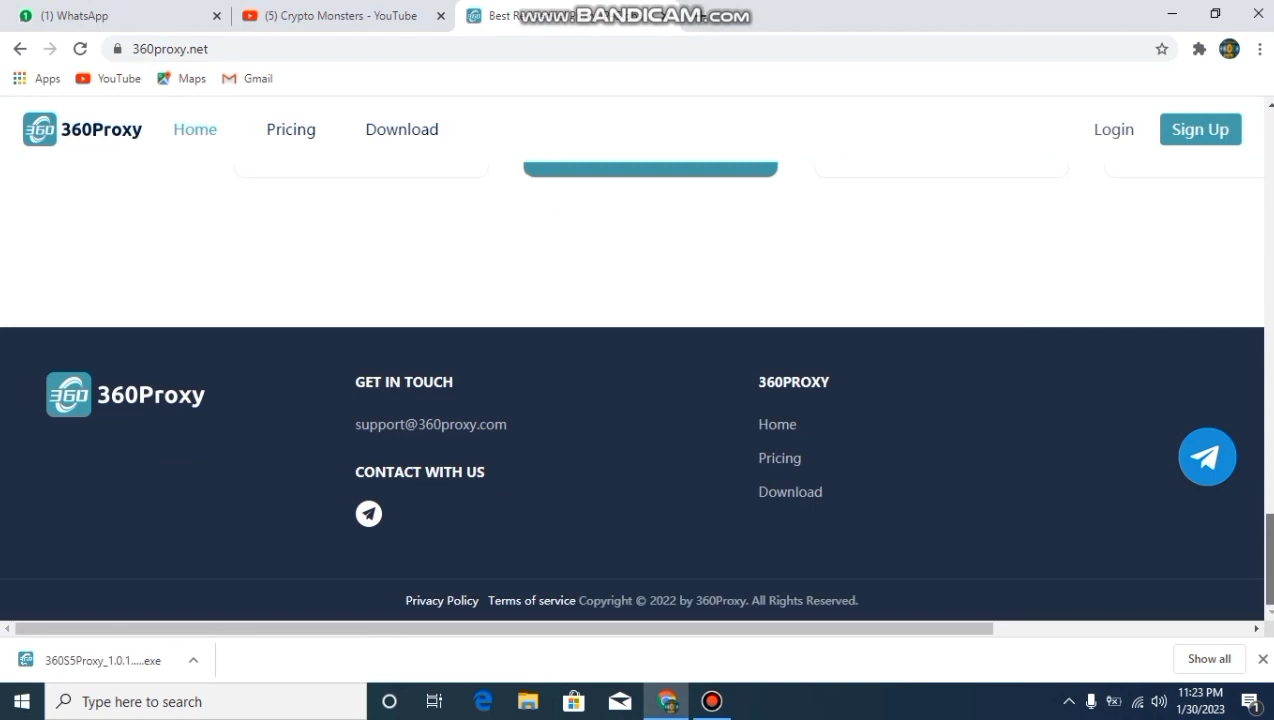 (1) WhatsApp
(5) Crypto Monsters - YouTube
Best R
www.BANDICAM.com
360proxy.net
Apps
YouTube
Maps
Gmail
360 360Proxy
Home
Pricing
Download
Login
Sign Up
360 360Proxy
GET IN TOUCH
support@360proxy.com
CONTACT WITH US
360PROXY
Home
Pricing
Download
Privacy Policy Terms of service Copyright © 2022 by 360Proxy. All Rights Reserved.
360S5Proxy_1.0.1.....exe
Show all
Type here to search
11:23 PM
1/30/2023
1